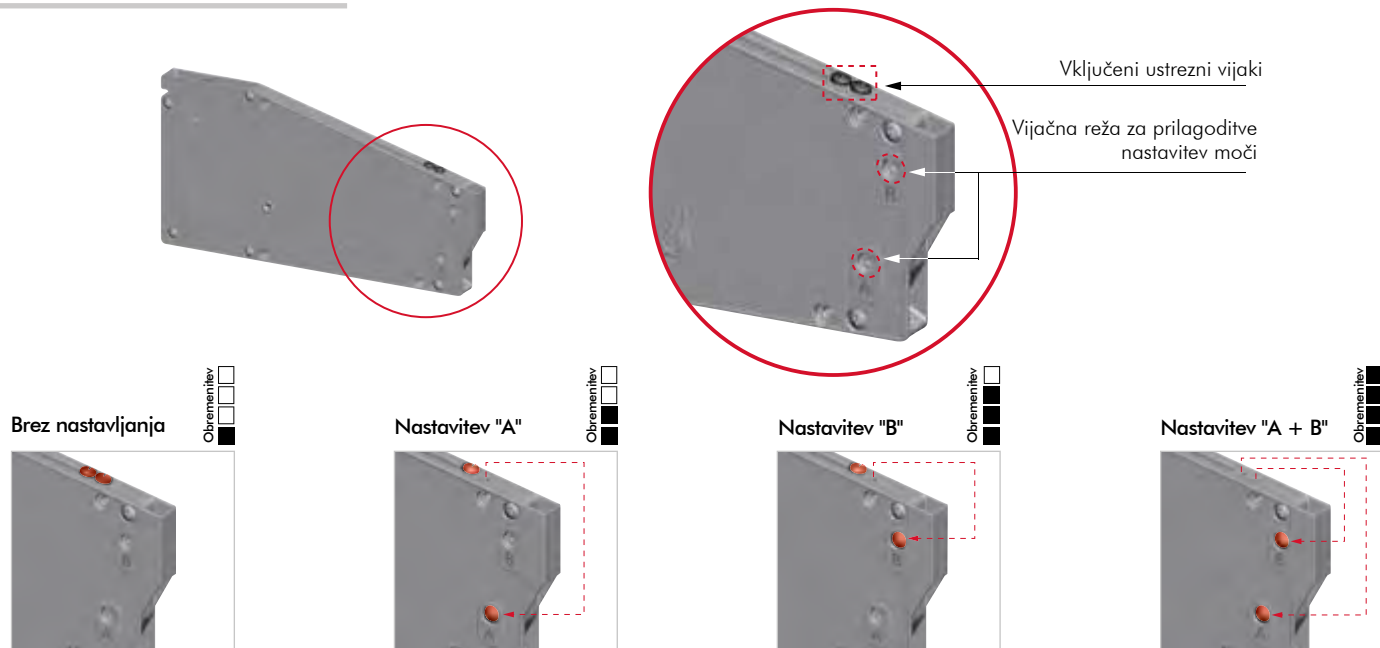 Vključeni ustrezni vijaki
Vijačna reža za prilagoditve
nastavitev moči
B
A
Brez nastavljanja
Obremenitev
Nastavitev "A"
Obremenitev
Nastavitev "B"
Obremenitev
Nastavitev "A + B"
Obremenitev
B
A
B
A
B
A
B
A